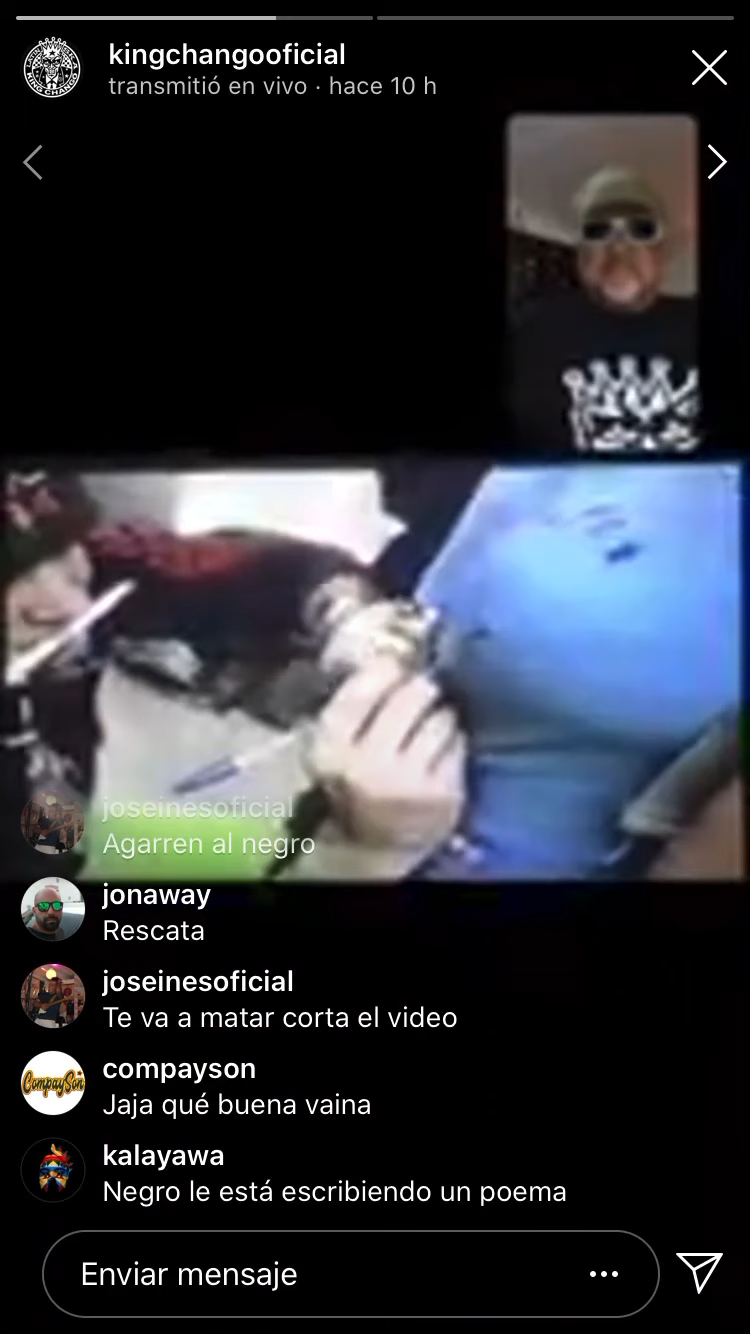 kingchangooficial
transmitió en vivo · hace 10 h
joseinesoficial
Agarren al negro
jonaway
Rescata
joseinesoficial
Te va a matar corta el video
CompaySon
compayson
Jaja qué buena vaina
kalayawa
Negro le está escribiendo un poema
Enviar mensaje